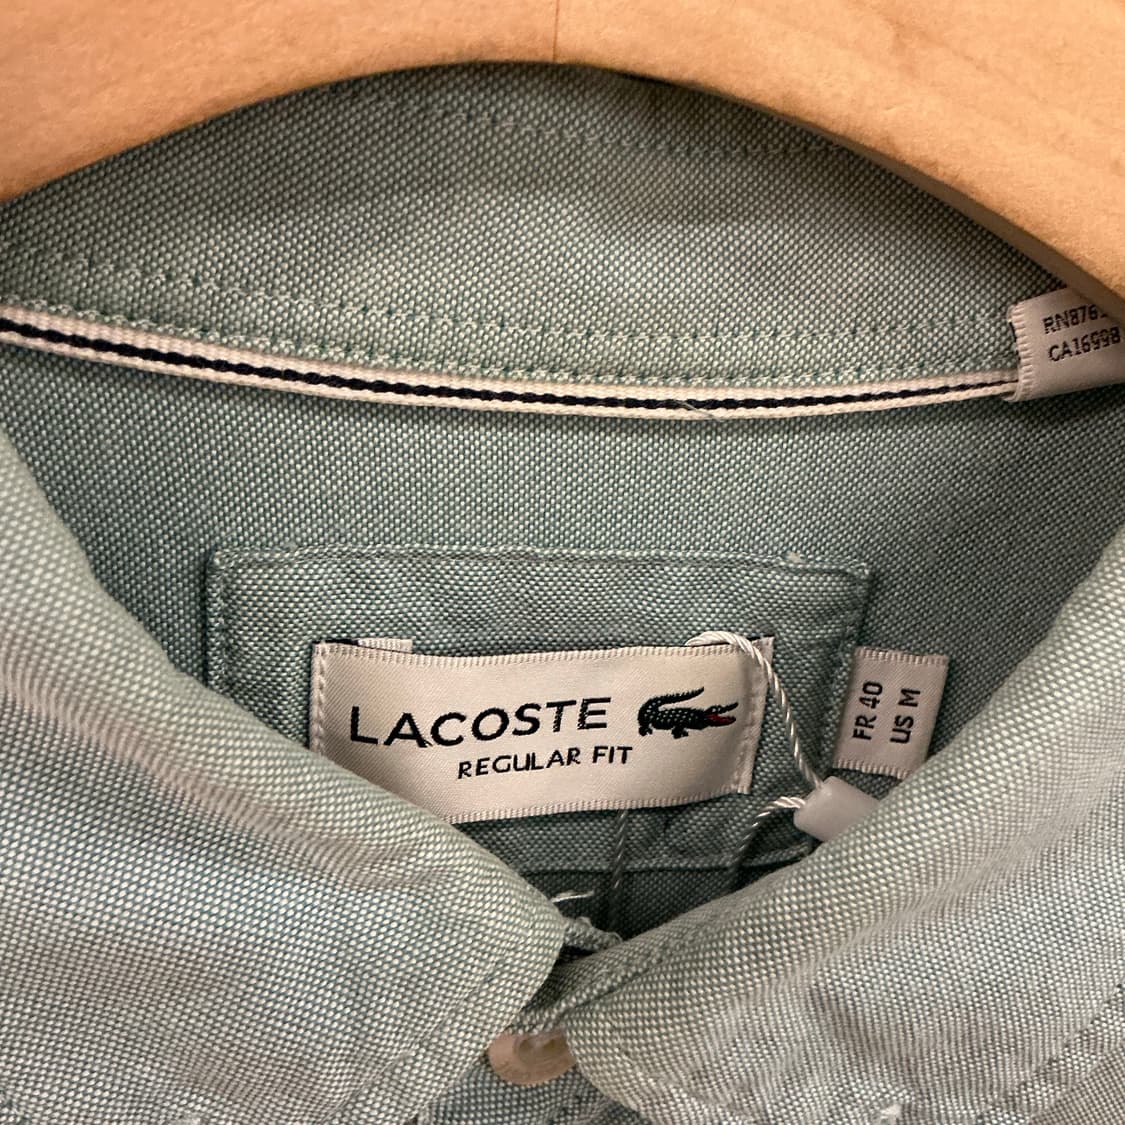 CA16998
LACOSTE
REGULAR FIT
FR 40
US M